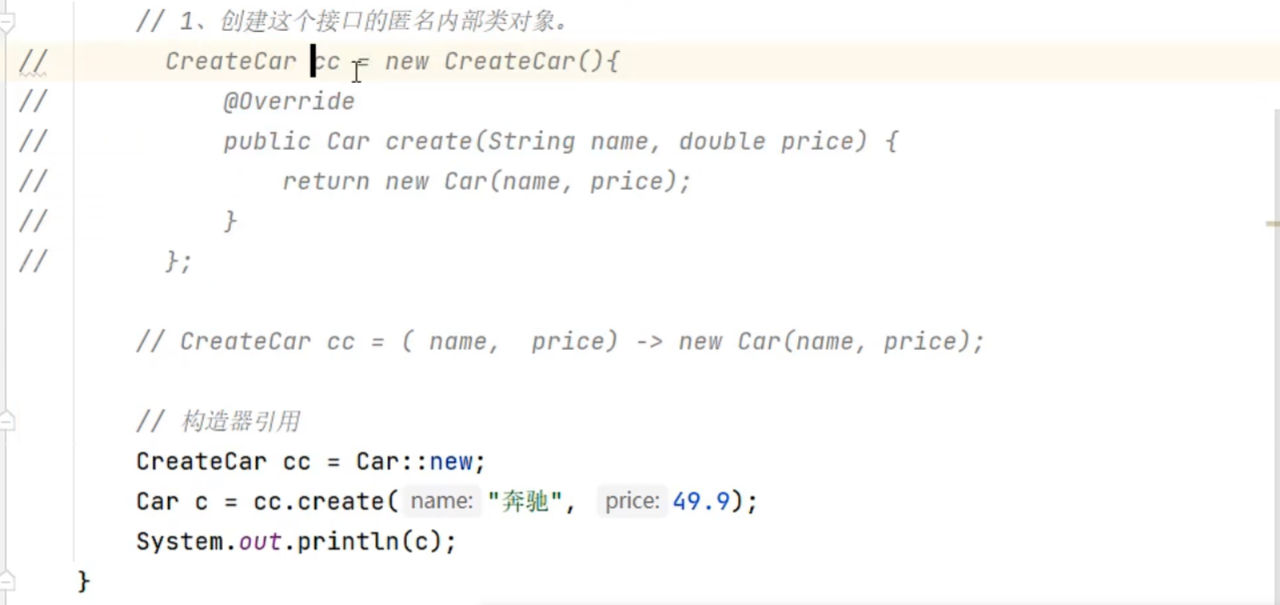 // 1、创建这个接口的匿名内部类对象。
//        CreateCar cc = new CreateCar(){
//            @Override
//            public Car create(String name, double price) {
//                return new Car(name, price);
//            }
//        };
// CreateCar cc = ( name,  price) -> new Car(name, price);
// 构造器引用
CreateCar cc = Car::new;
Car c = cc.create( name: "奔驰", price: 49.9);
System.out.println(c);
}